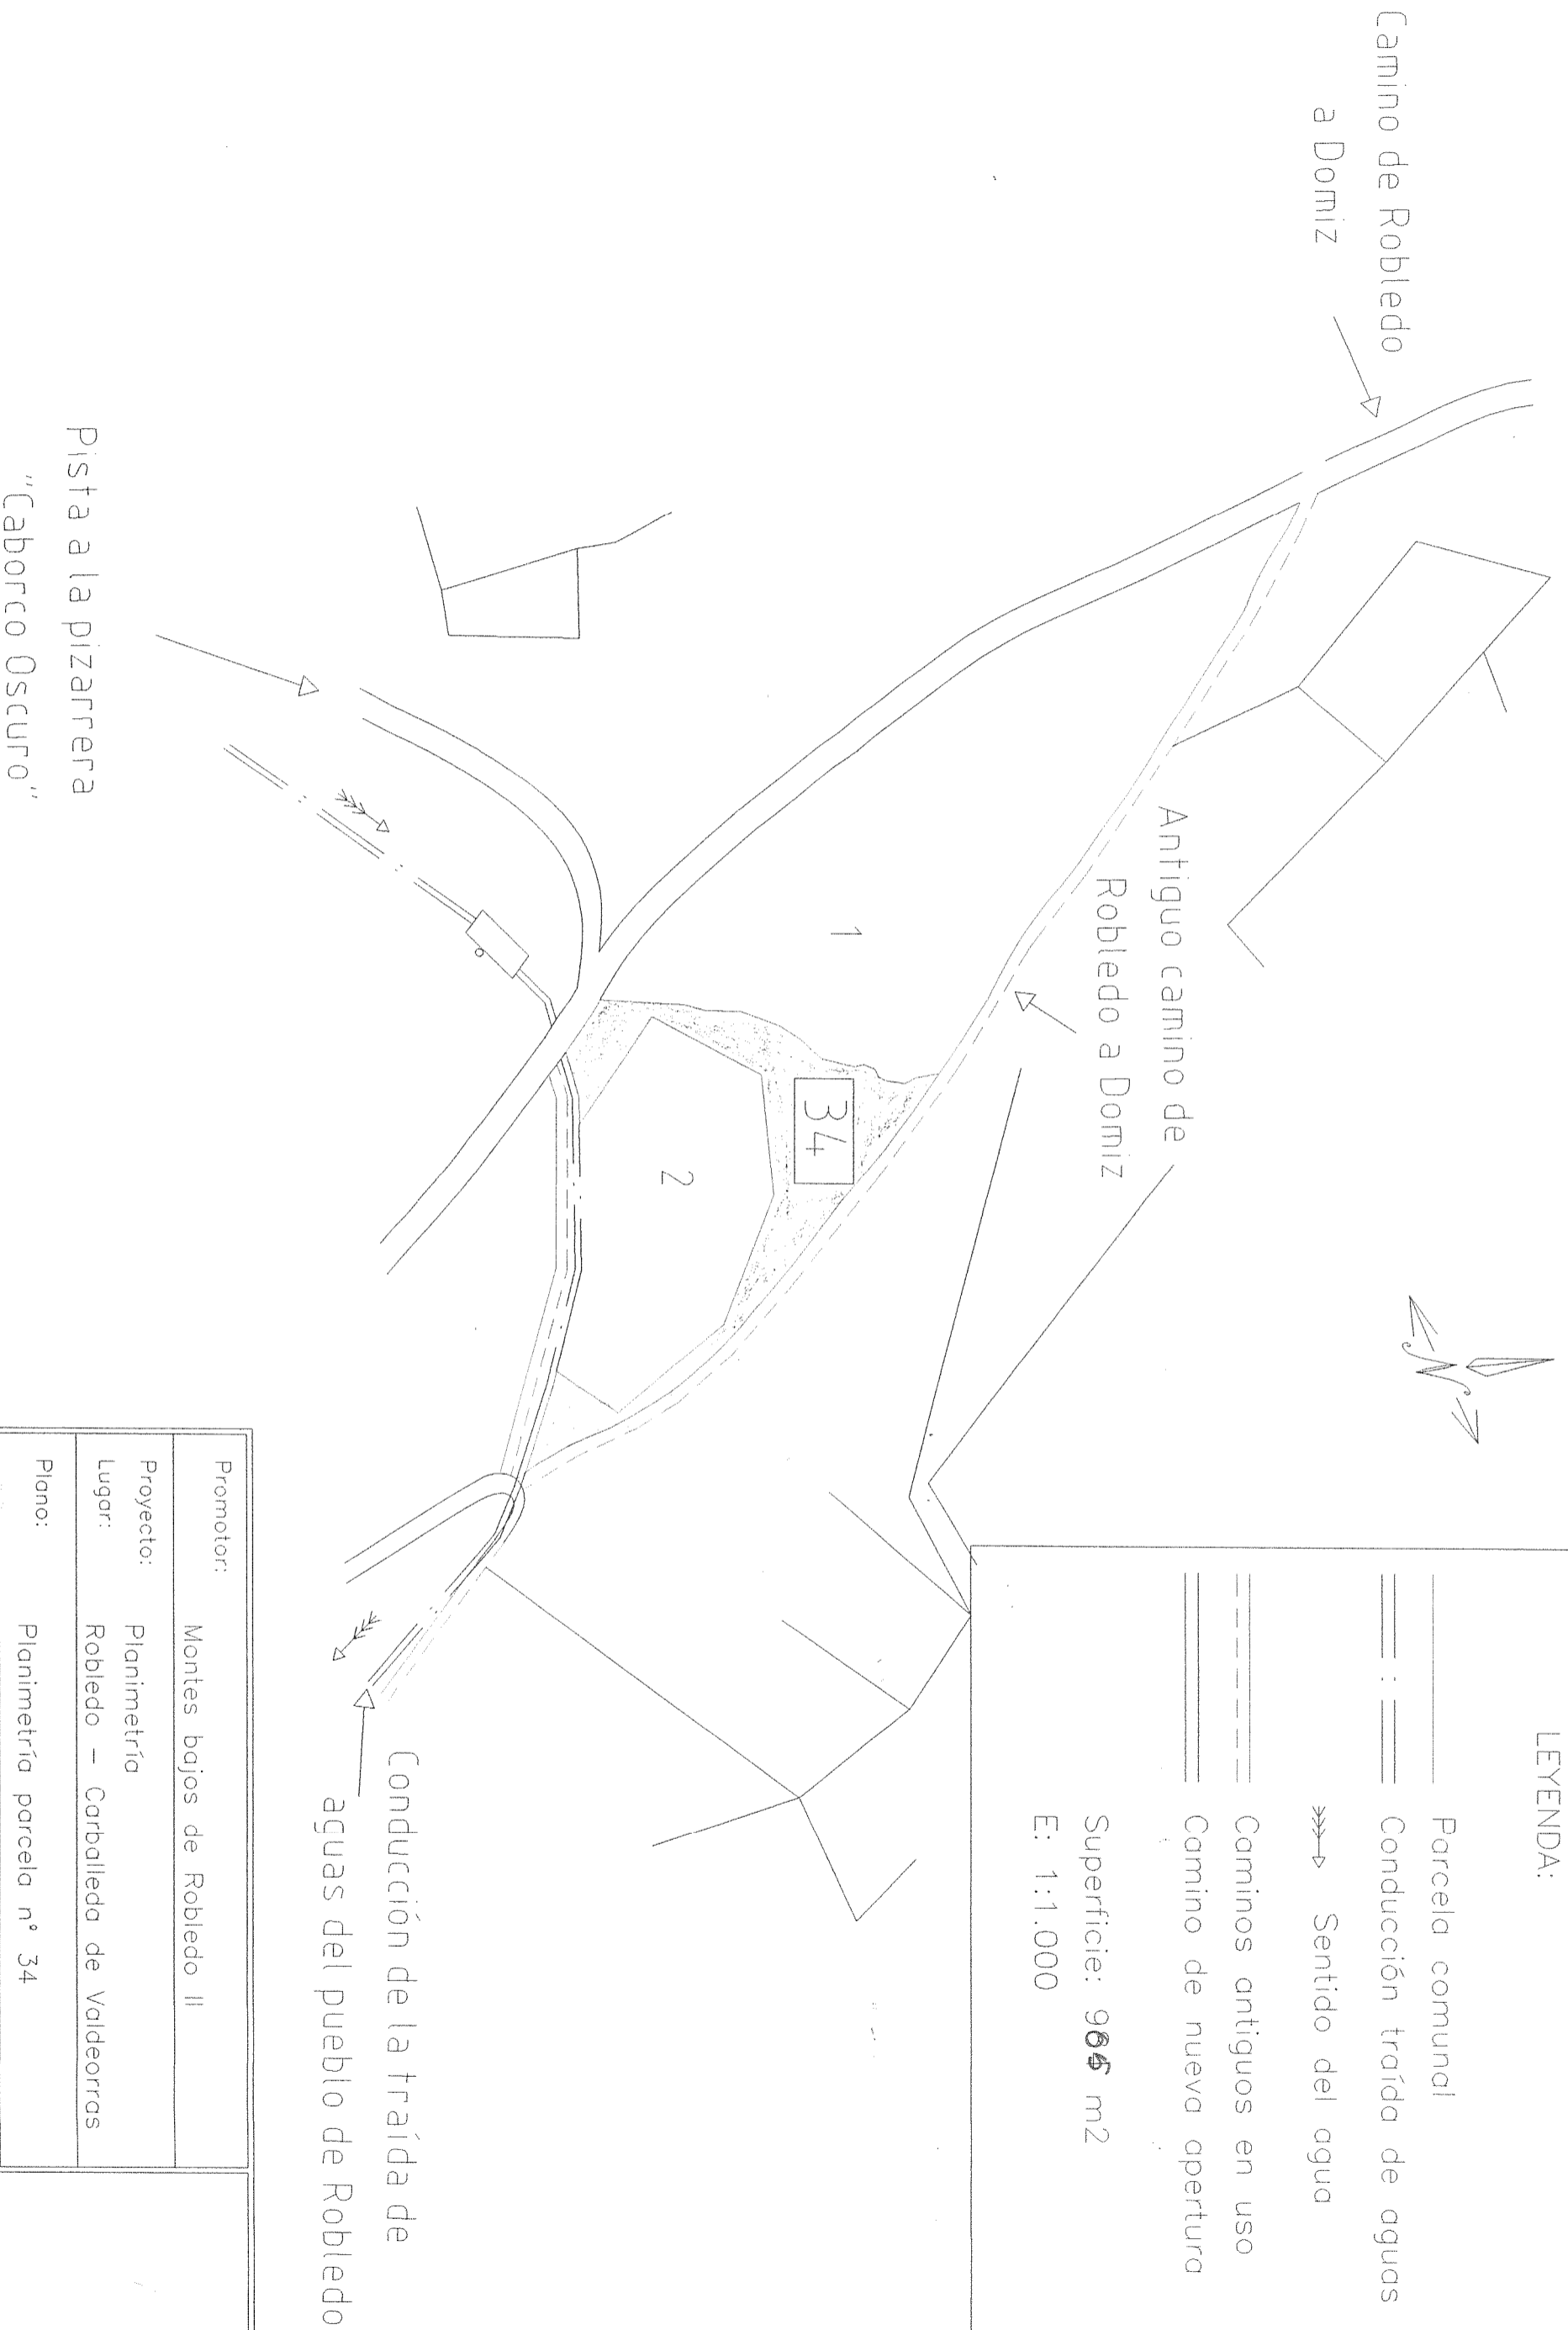 Camino de Robledo
a Domiz
Antiguo camino de
Robledo a Domiz
LEYENDA:
Parcela comunal
Conducción traída de aguas
Sentido del agua
Caminos antiguos en uso
Camino de nueva apertura
Superficie: m2
E: 1:1.000
1
34
2
Pista a la pizarrera
"Caborco Oscuro"
Conducción de la traída de
aguas del pueblo de Robledo
Promotor: Montes bajos de Robledo
Proyecto: Planimetría
Lugar: Robledo - Carballeda de Valdeorras
Plano: Planimetría parcela n° 34